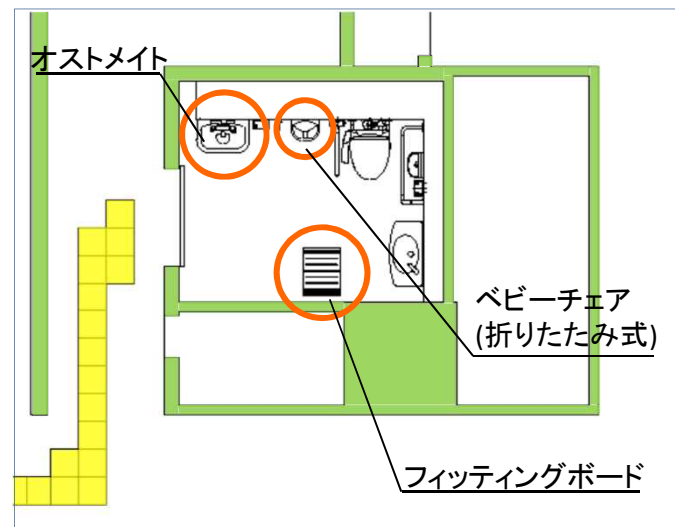 オストメイト
ベビーチェア
(折りたたみ式)
フィッティングボード